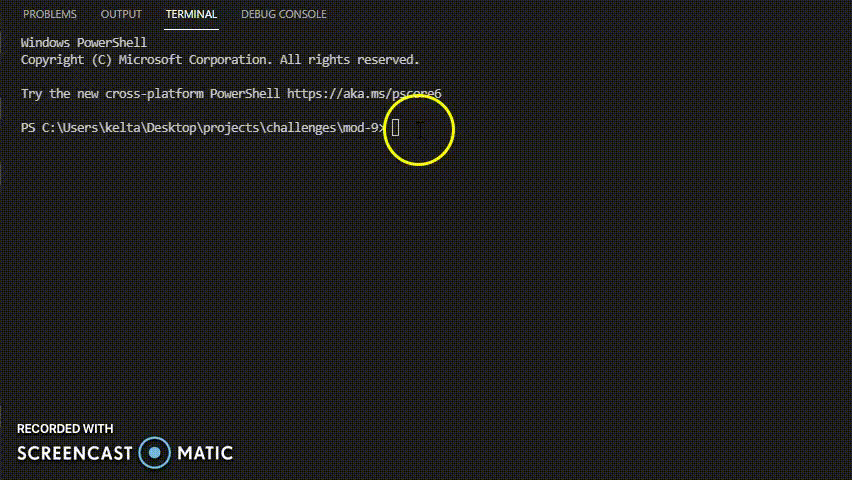 PROBLEMS OUTPUT TERMINAL DEBUG CONSOLE
Windows PowerShell
Copyright (C) Microsoft Corporation. All rights reserved.
Try the new cross-platform PowerShell https://aka.ms/pscore6
PS C:\Users\kelta\Desktop\projects\challenges\mod-9>
RECORDED WITH
SCREENCAST MATIC